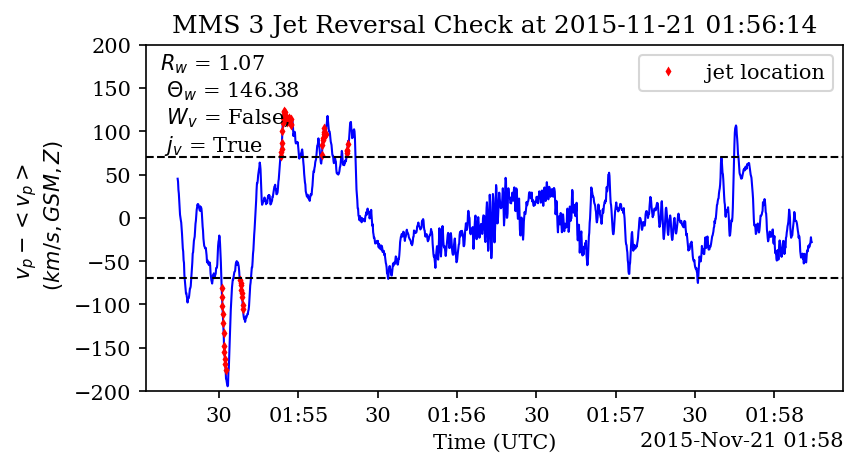 MMS 3 Jet Reversal Check at 2015-11-21 01:56:14
R_w = 1.07
Θ_w = 146.38
W_v = False
j_v = True
jet location
v_p − < v_p >
(km/s, GSM, Z)
200
150
100
50
0
−50
−100
−150
−200
30 01:55 30 01:56 30 01:57 30 01:58
Time (UTC)
2015-Nov-21 01:58